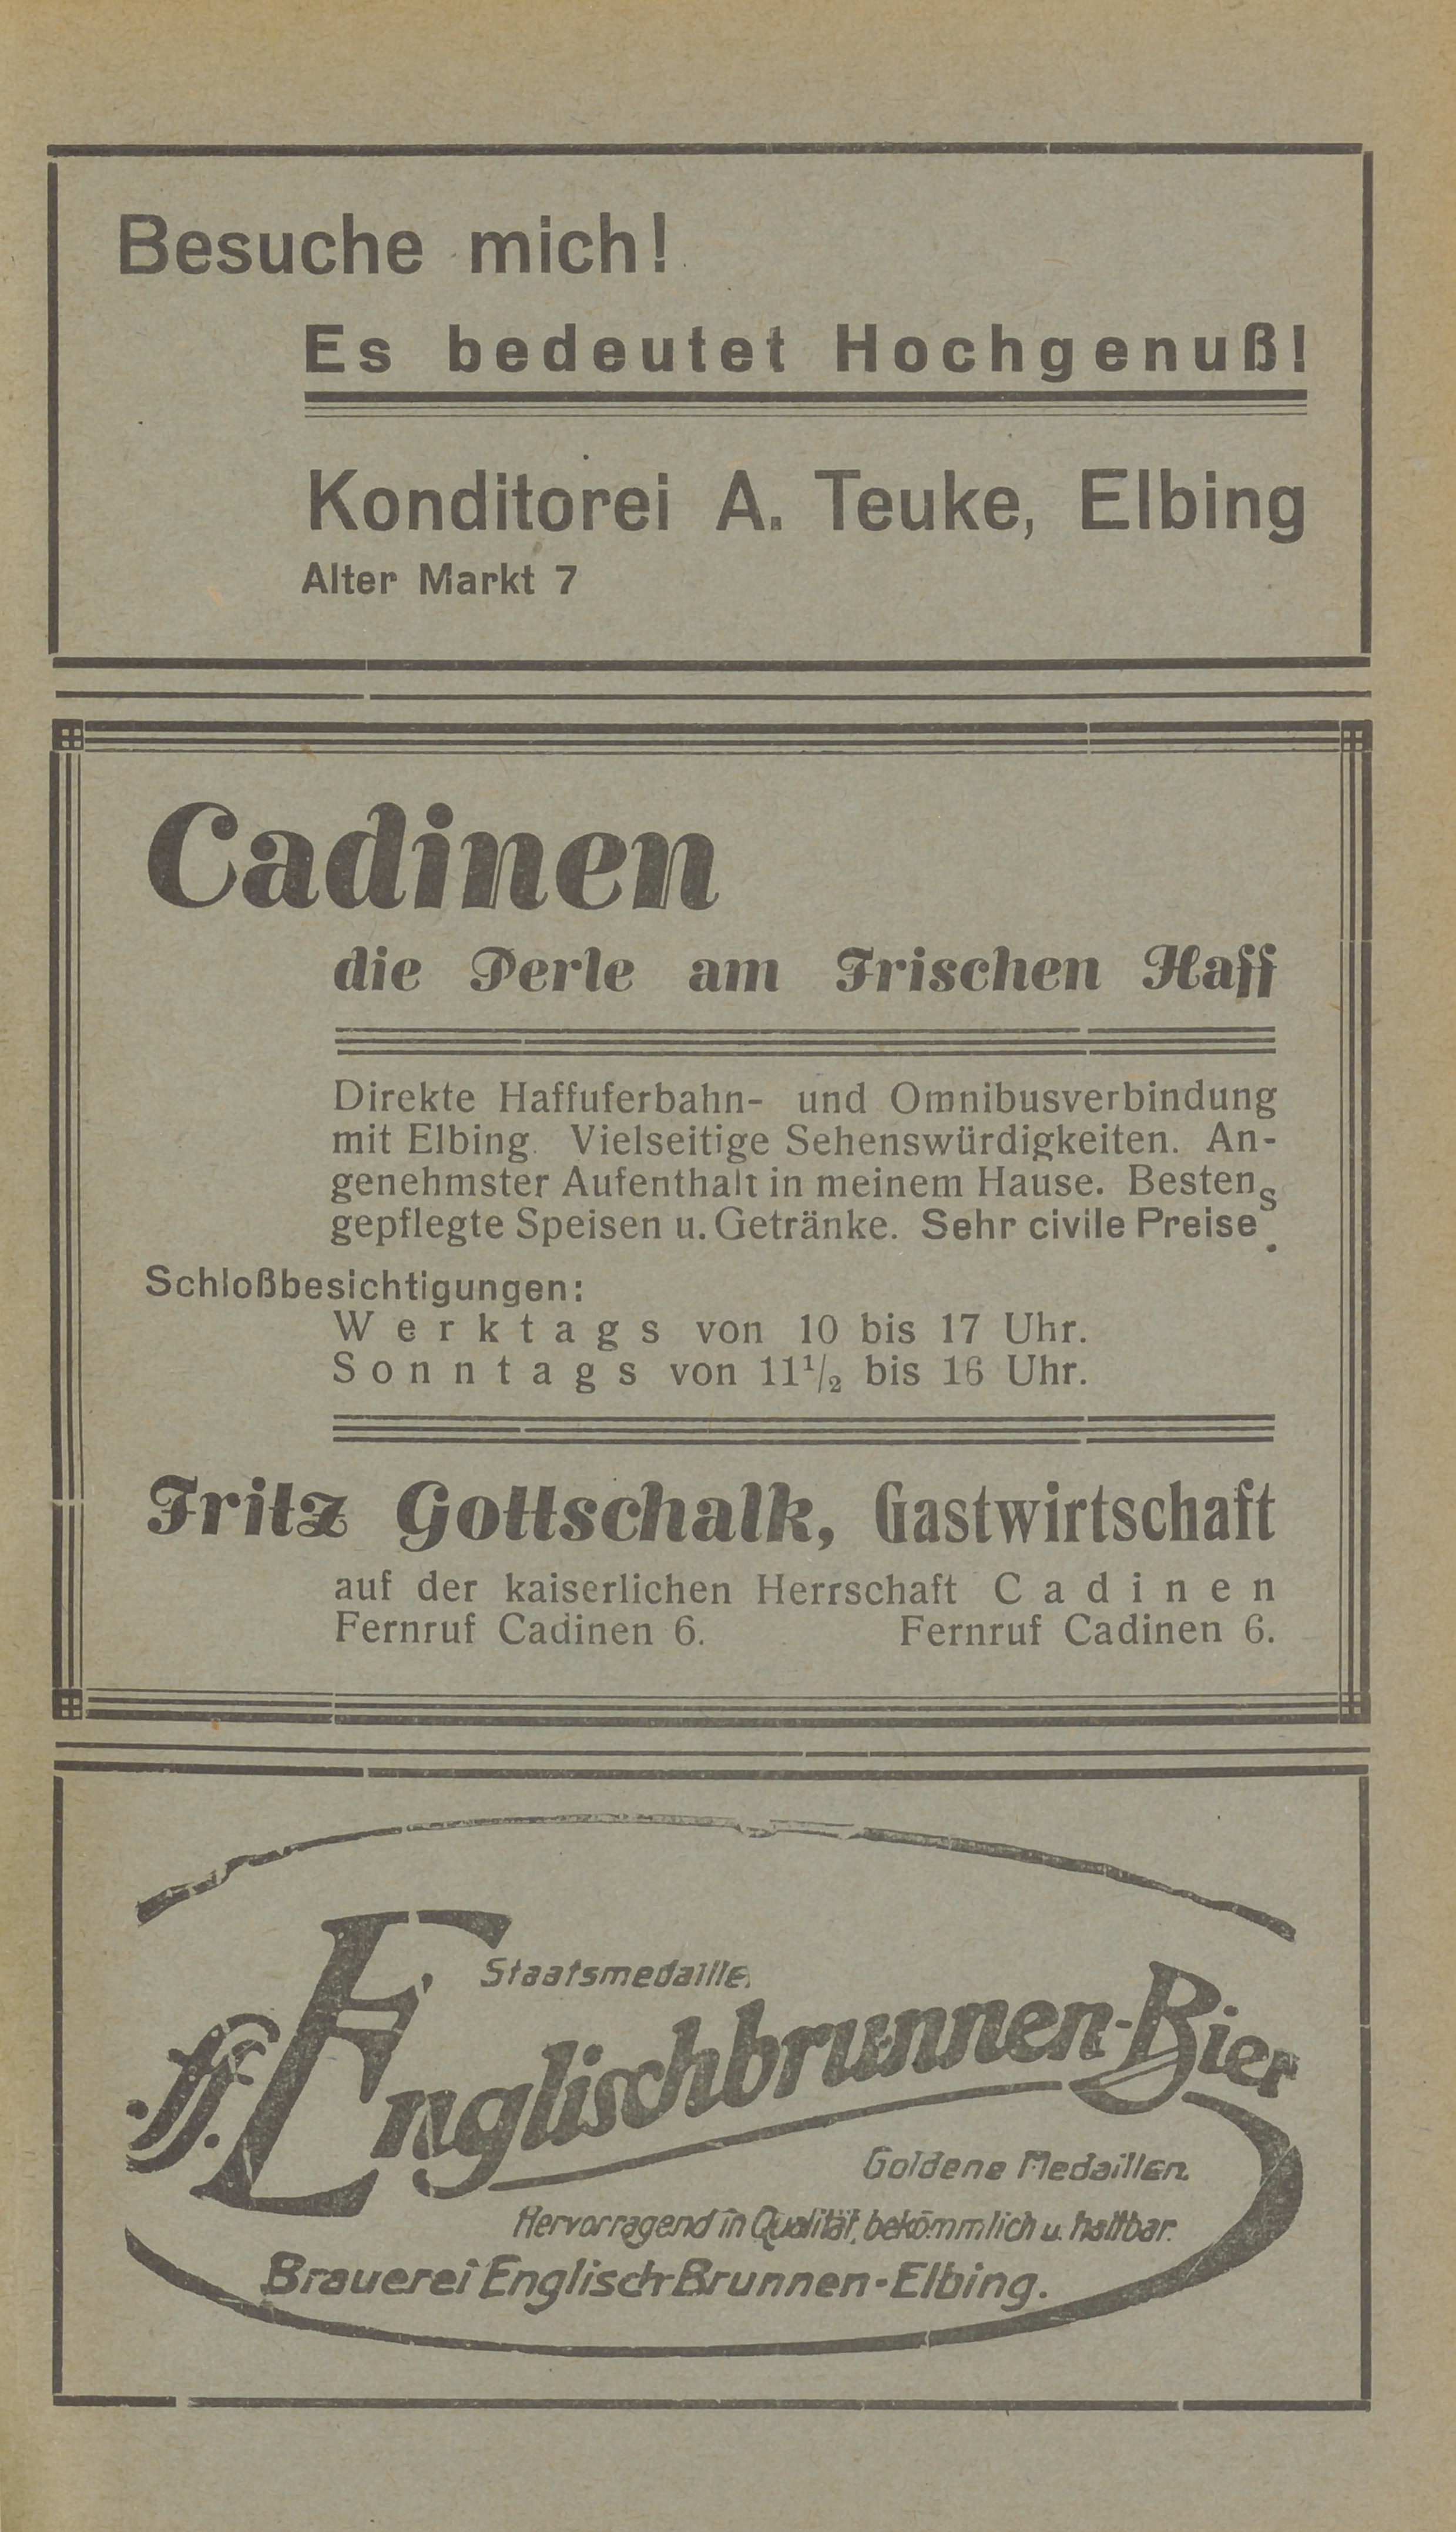 Besuche mich!
Es bedeutet Hochgenuß!
Konditorei A. Teuke, Elbing
Alter Markt 7
Cadinen
die Perle am Frischen Haff
Direkte Haffuferbahn- und Omnibusverbindung
mit Elbing. Vielseitige Sehenswürdigkeiten. An-
genehmster Aufenthalt in meinem Hause. Bestens
gepflegte Speisen u. Getränke. Sehr civile Preise.
Schloßbesichtigungen:
Werktags von 10 bis 17 Uhr.
Sonntags von 11½ bis 16 Uhr.
Fritz Gottschalk, Gastwirtschaft
auf der kaiserlichen Herrschaft Cadinen
Fernruf Cadinen 6. Fernruf Cadinen 6.
Staatsmedaille.
ff. Englischbrunnen-Bier
Goldene Medaillen.
Hervorragend in Qualität, bekömmlich u. haltbar.
Brauerei Englisch-Brunnen-Elbing.